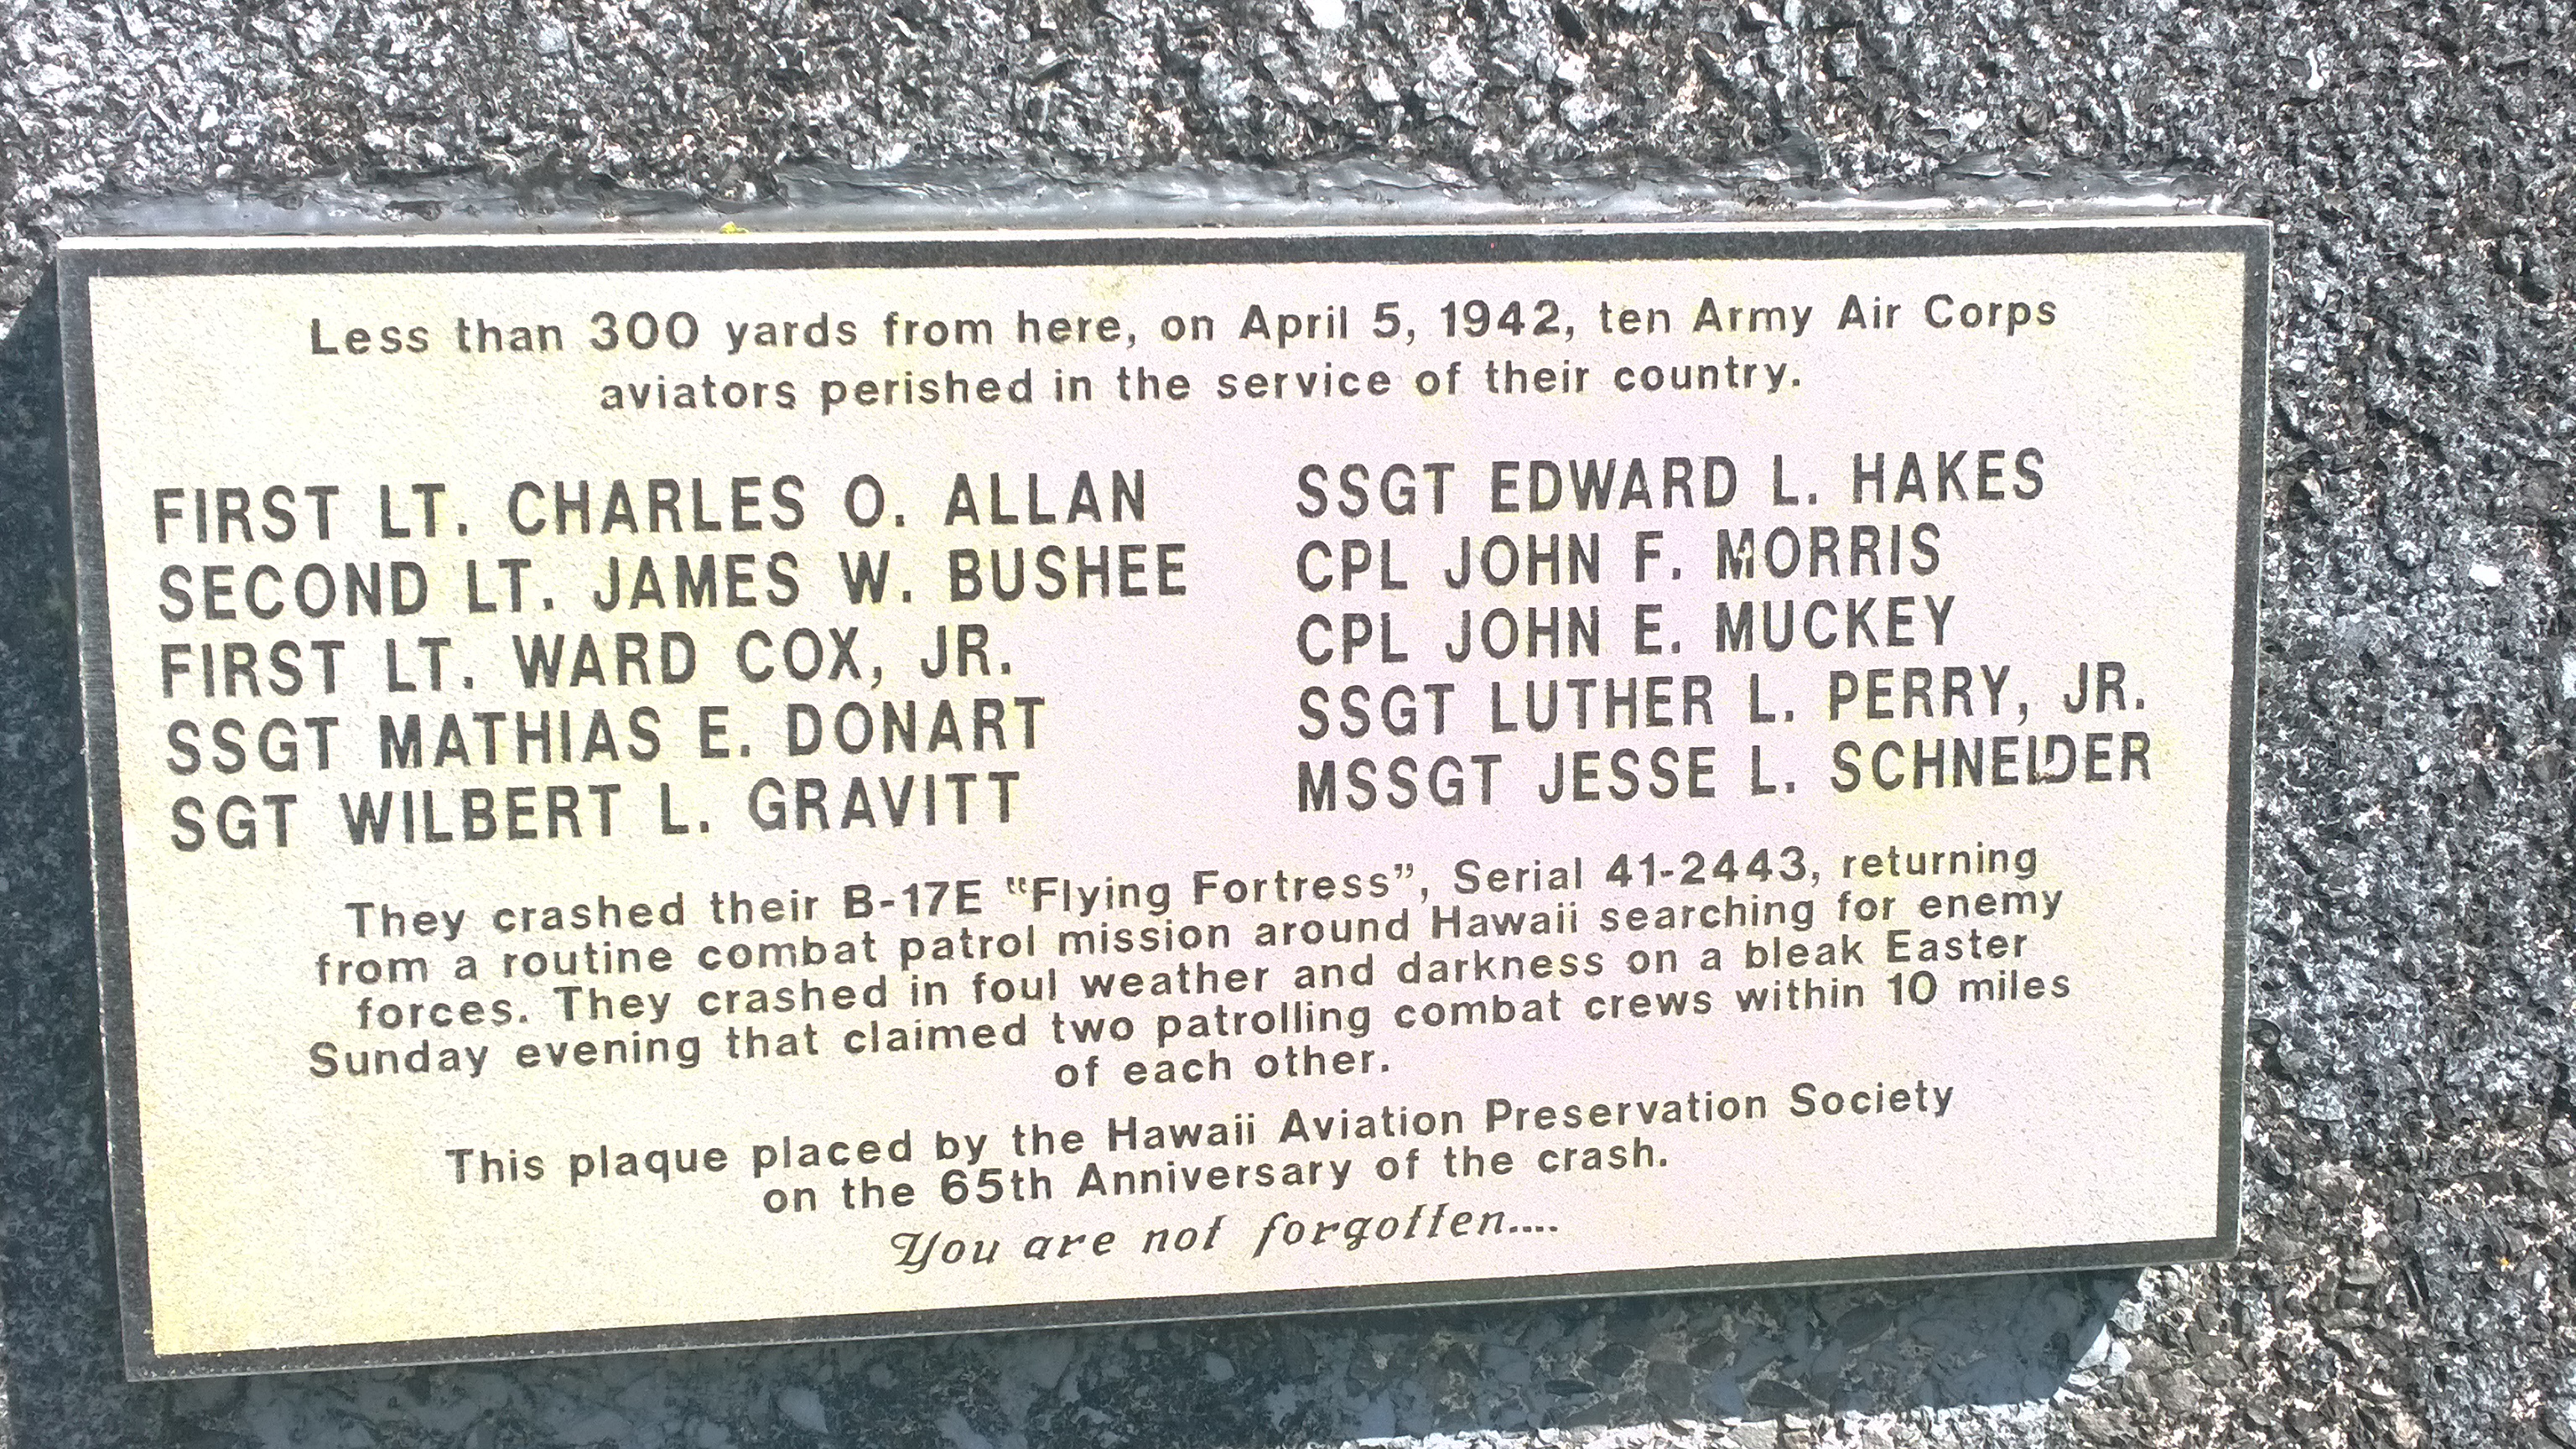 Less than 300 yards from here, on April 5, 1942, ten Army Air Corps
aviators perished in the service of their country.
FIRST LT. CHARLES O. ALLAN
SECOND LT. JAMES W. BUSHEE
FIRST LT. WARD COX, JR.
SSGT MATHIAS E. DONART
SGT WILBERT L. GRAVITT
SSGT EDWARD L. HAKES
CPL JOHN F. MORRIS
CPL JOHN E. MUCKEY
SSGT LUTHER L. PERRY, JR.
MSSGT JESSE L. SCHNEIDER
They crashed their B-17E "Flying Fortress", Serial 41-2443, returning
from a routine combat patrol mission around Hawaii searching for enemy
forces. They crashed in foul weather and darkness on a bleak Easter
Sunday evening that claimed two patrolling combat crews within 10 miles
of each other.
This plaque placed by the Hawaii Aviation Preservation Society
on the 65th Anniversary of the crash.
You are not forgotten....